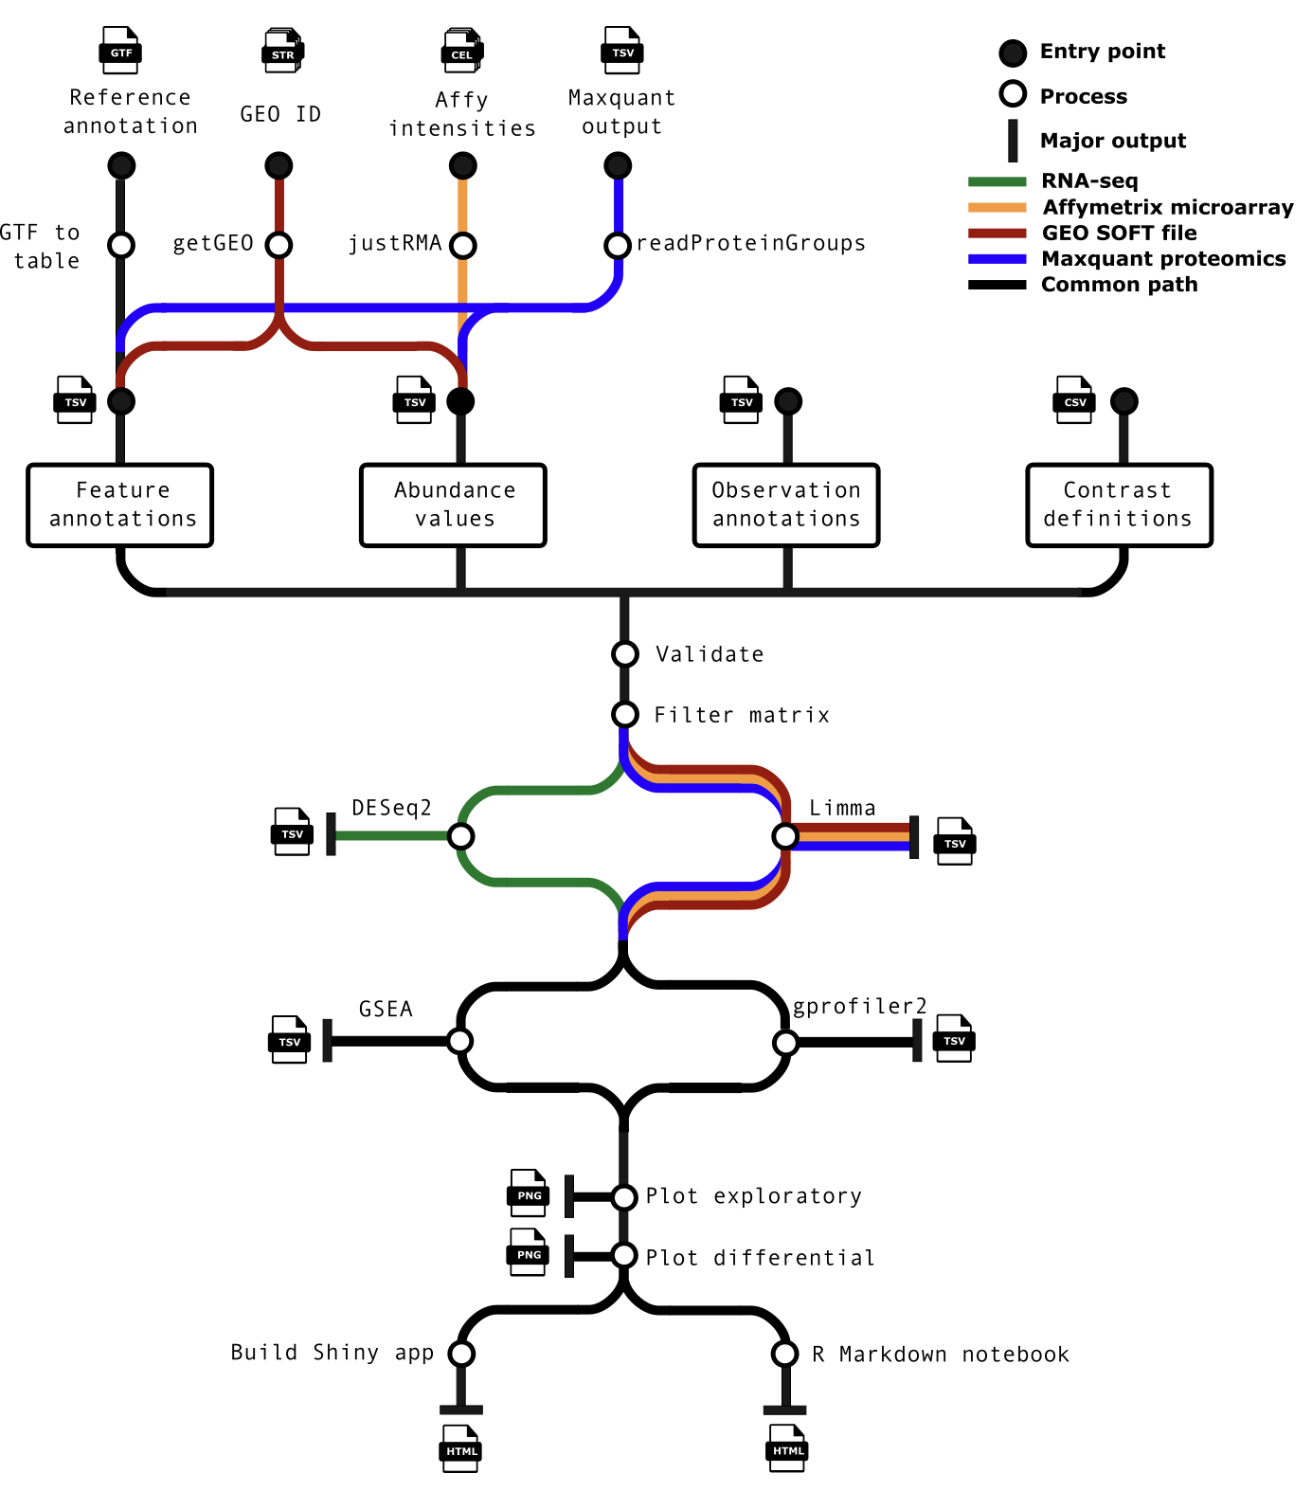 GTF
STR
CEL
TSV
Reference
annotation
GEO ID
Affy
intensities
Maxquant
output
Entry point
Process
Major output
RNA-seq
Affymetrix microarray
GEO SOFT file
Maxquant proteomics
Common path
GTF to
table
getGEO
justRMA
readProteinGroups
TSV
TSV
TSV
CSV
Feature
annotations
Abundance
values
Observation
annotations
Contrast
definitions
Validate
Filter matrix
DESeq2
Limma
TSV
TSV
GSEA
gprofiler2
TSV
TSV
PNG
Plot exploratory
PNG
Plot differential
Build Shiny app
R Markdown notebook
HTML
HTML